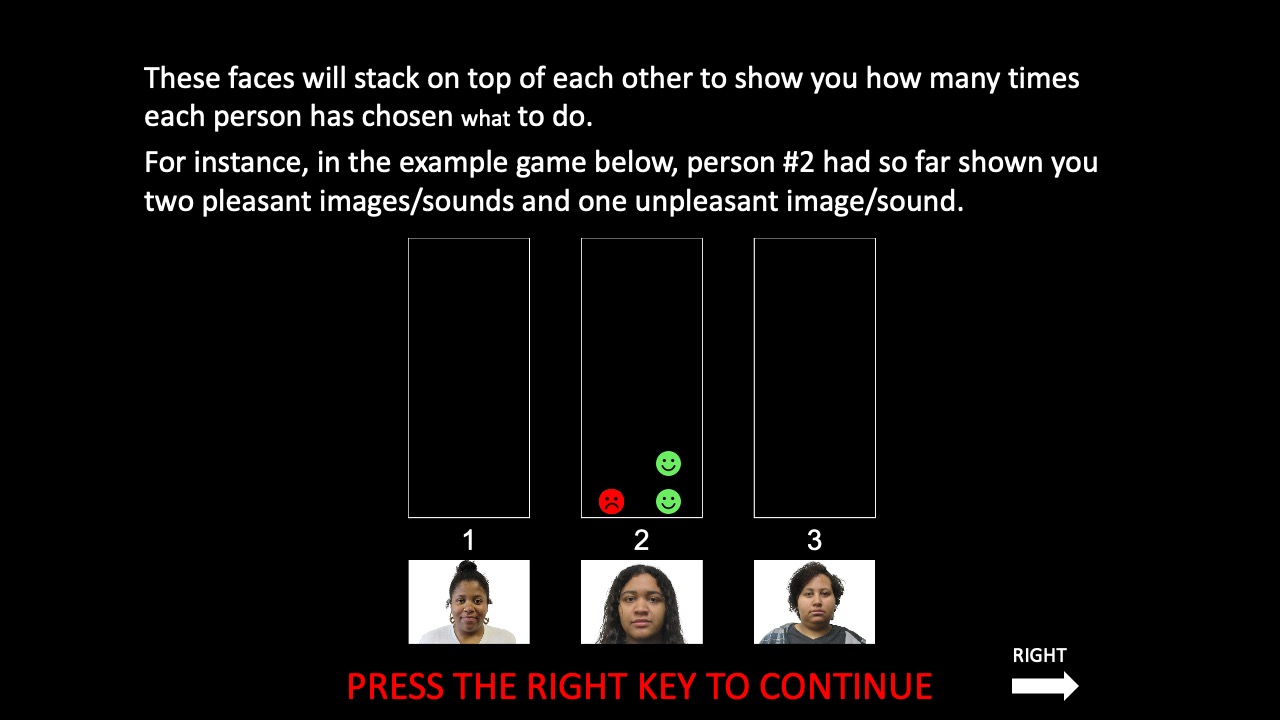 These faces will stack on top of each other to show you how many times
each person has chosen what to do.
For instance, in the example game below, person #2 had so far shown you
two pleasant images/sounds and one unpleasant image/sound.
1 2 3
RIGHT
PRESS THE RIGHT KEY TO CONTINUE